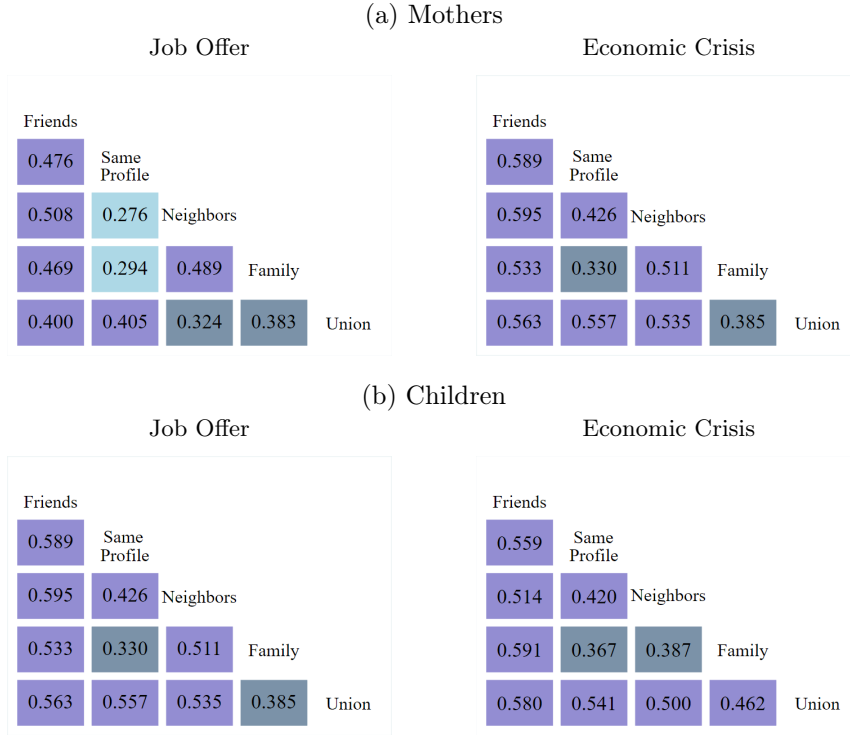 (a) Mothers
Job Offer
Friends
0.476
Same
Profile
0.508
0.276
Neighbors
0.469
0.294
0.489
Family
0.400
0.405
0.324
0.383
Union
Economic Crisis
Friends
0.589
Same
Profile
0.595
0.426
Neighbors
0.533
0.330
0.511
Family
0.563
0.557
0.535
0.385
Union
(b) Children
Job Offer
Friends
0.589
Same
Profile
0.595
0.426
Neighbors
0.533
0.330
0.511
Family
0.563
0.557
0.535
0.385
Union
Economic Crisis
Friends
0.559
Same
Profile
0.514
0.420
Neighbors
0.591
0.367
0.387
Family
0.580
0.541
0.500
0.462
Union